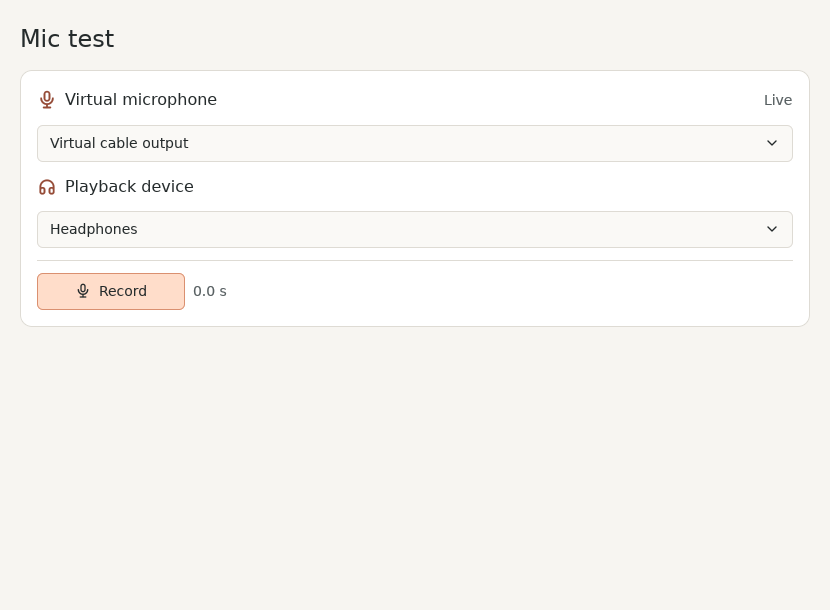 Mic test
Virtual microphone
Live
Virtual cable output
Playback device
Headphones
Record
0.0 s